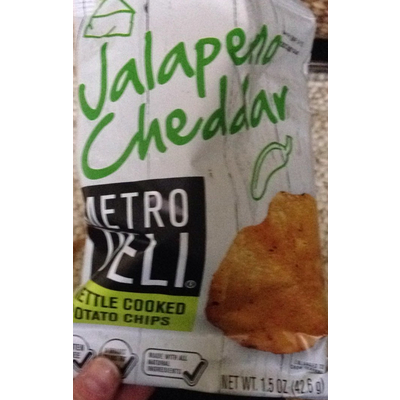 Jalapeno
Cheddar
METRO
DELI®
KETTLE COOKED
POTATO CHIPS
MADE WITH ALL
NATURAL
INGREDIENTS
NET WT. 1.5 OZ (42.5 g)